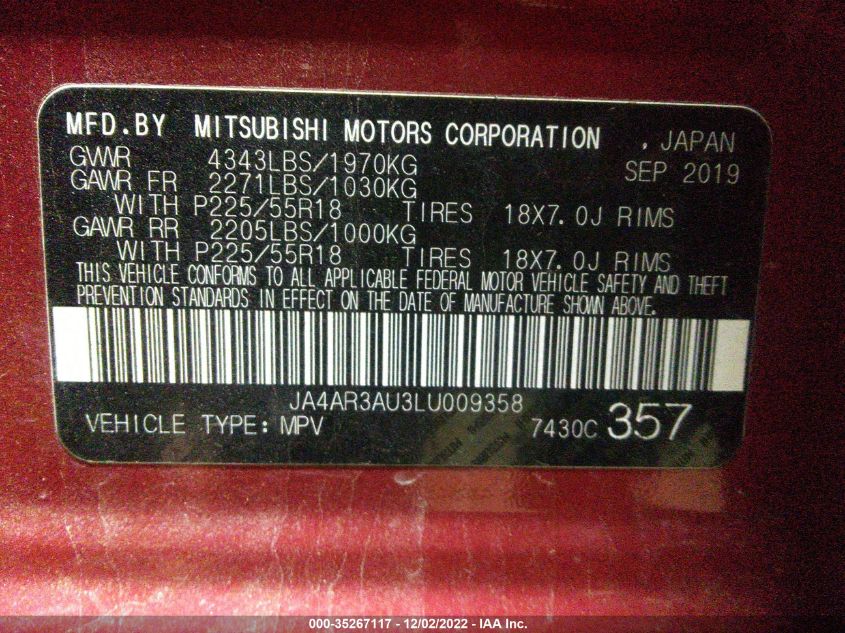 MFD.BY MITSUBISHI MOTORS CORPORATION , JAPAN
GVWR 4343LBS/1970KG SEP 2019
GAWR FR 2271LBS/1030KG
WITH P225/55R18 TIRES 18X7.0J RIMS
GAWR RR 2205LBS/1000KG
WITH P225/55R18 TIRES 18X7.0J RIMS
THIS VEHICLE CONFORMS TO ALL APPLICABLE FEDERAL MOTOR VEHICLE SAFETY AND THEFT
PREVENTION STANDARDS IN EFFECT ON THE DATE OF MANUFACTURE SHOWN ABOVE.
JA4AR3AU3LU009358
VEHICLE TYPE: MPV 7430C 357
000-35267117 - 12/02/2022 - IAA Inc.